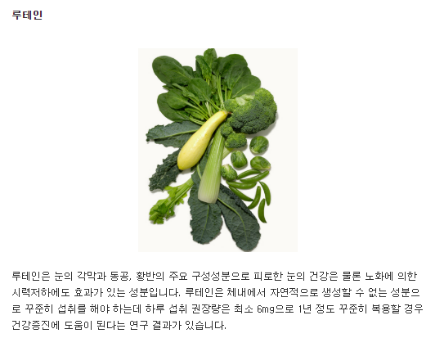 루테인
루테인은 눈의 각막과 동공, 황반의 주요 구성성분으로 피로한 눈의 건강은 물론 노화에 의한
시력저하에도 효과가 있는 성분입니다. 루테인은 체내에서 자연적으로 생성할 수 없는 성분으
로 꾸준히 섭취를 해야 하는데 하루 섭취 권장량은 최소 6mg으로 1년 정도 꾸준히 복용할 경우
건강증진에 도움이 된다는 연구 결과가 있습니다.